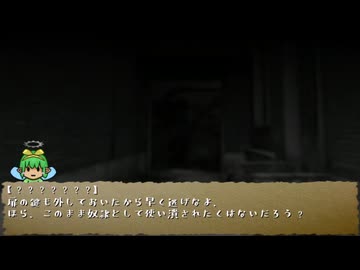 【？？？？？？？】
扉の鍵も外しておいたから早く逃げなよ、
ほら、このまま奴隷として使い潰されたくはないだろう？